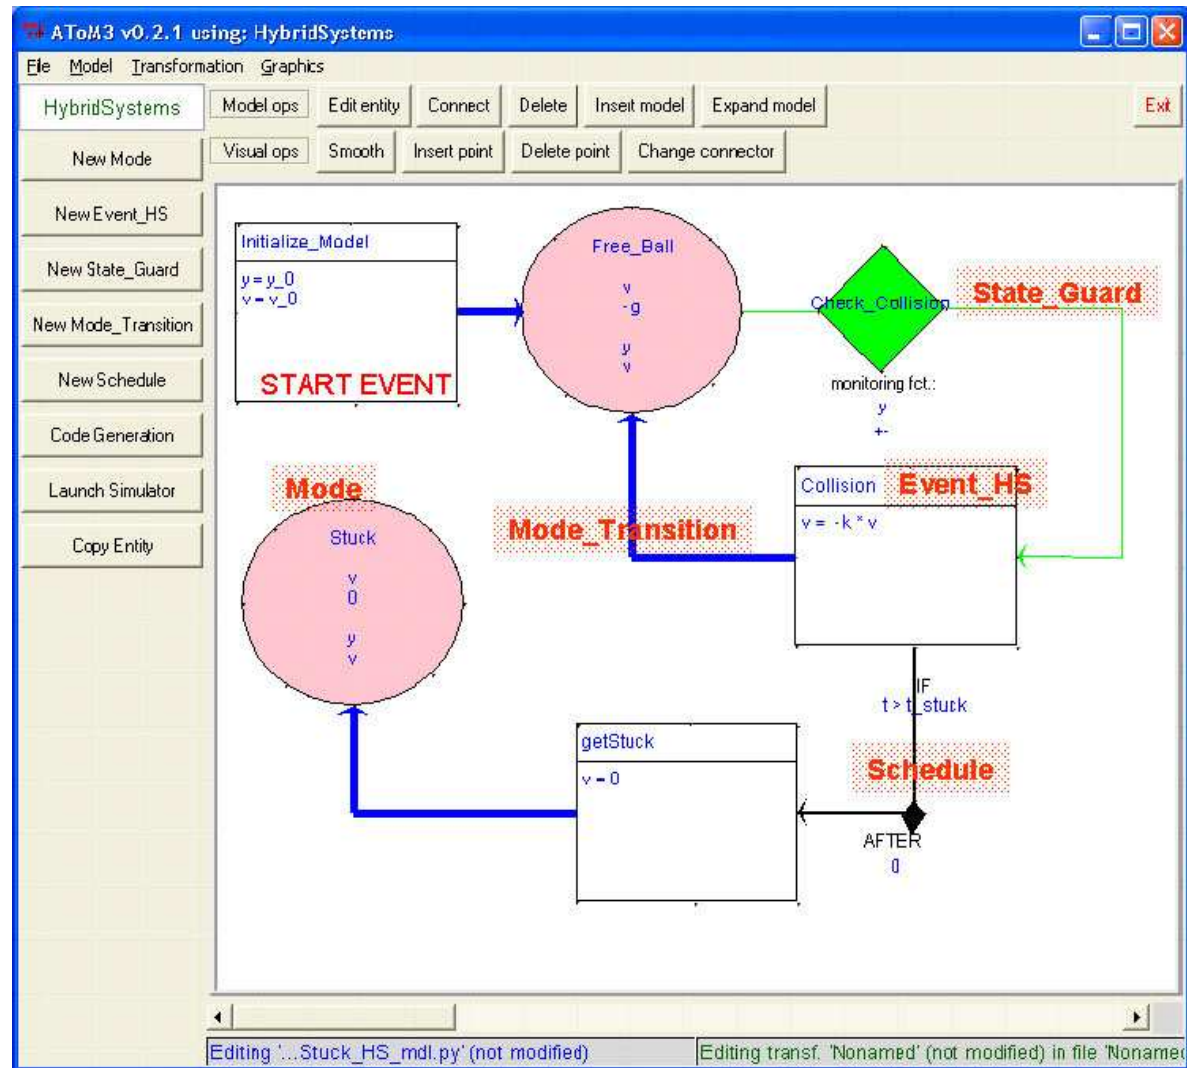 AToM3 v0.2.1 using: HybridSystems
File Model Transformation Graphics
HybridSystems
Model ops Edit entity Connect Delete Insert model Expand model Exit
Visual ops Smooth Insert point Delete point Change connector
New Mode
New Event_HS
New State_Guard
New Mode_Transition
New Schedule
Code Generation
Launch Simulator
Copy Entity
Initialize_Model
y = y_0
v = v_0
START EVENT
Free_Ball
v
-g
y
v
Check_Collision
State_Guard
monitoring fct.:
y
+-
Mode
Stuck
v
0
y
v
Mode_Transition
Collision
Event_HS
v = -k * v
IF
t > t_stuck
Schedule
AFTER
0
getStuck
v = 0
Editing '...Stuck_HS_mdl.py' (not modified)
Editing transf. 'Nonamed' (not modified) in file 'Nonamed